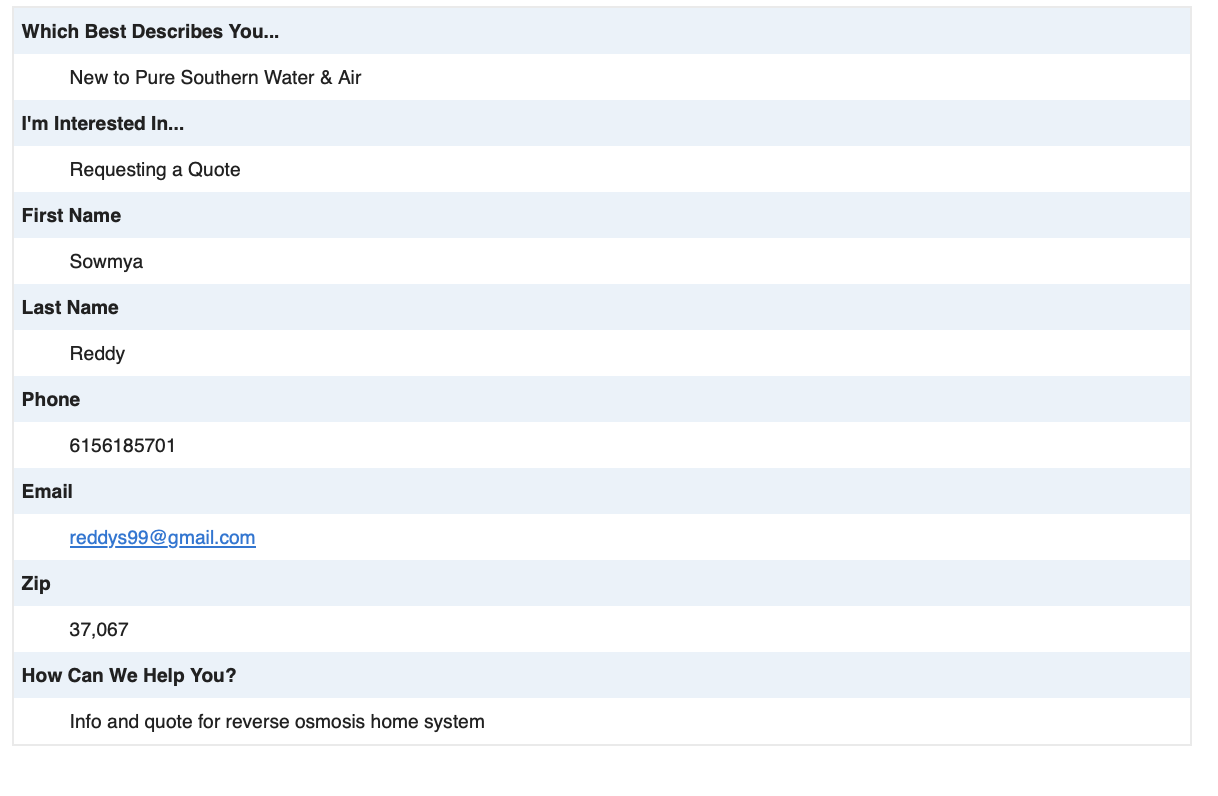 Which Best Describes You...
New to Pure Southern Water & Air
I'm Interested In...
Requesting a Quote
First Name
Sowmya
Last Name
Reddy
Phone
6156185701
Email
reddys99@gmail.com
Zip
37,067
How Can We Help You?
Info and quote for reverse osmosis home system